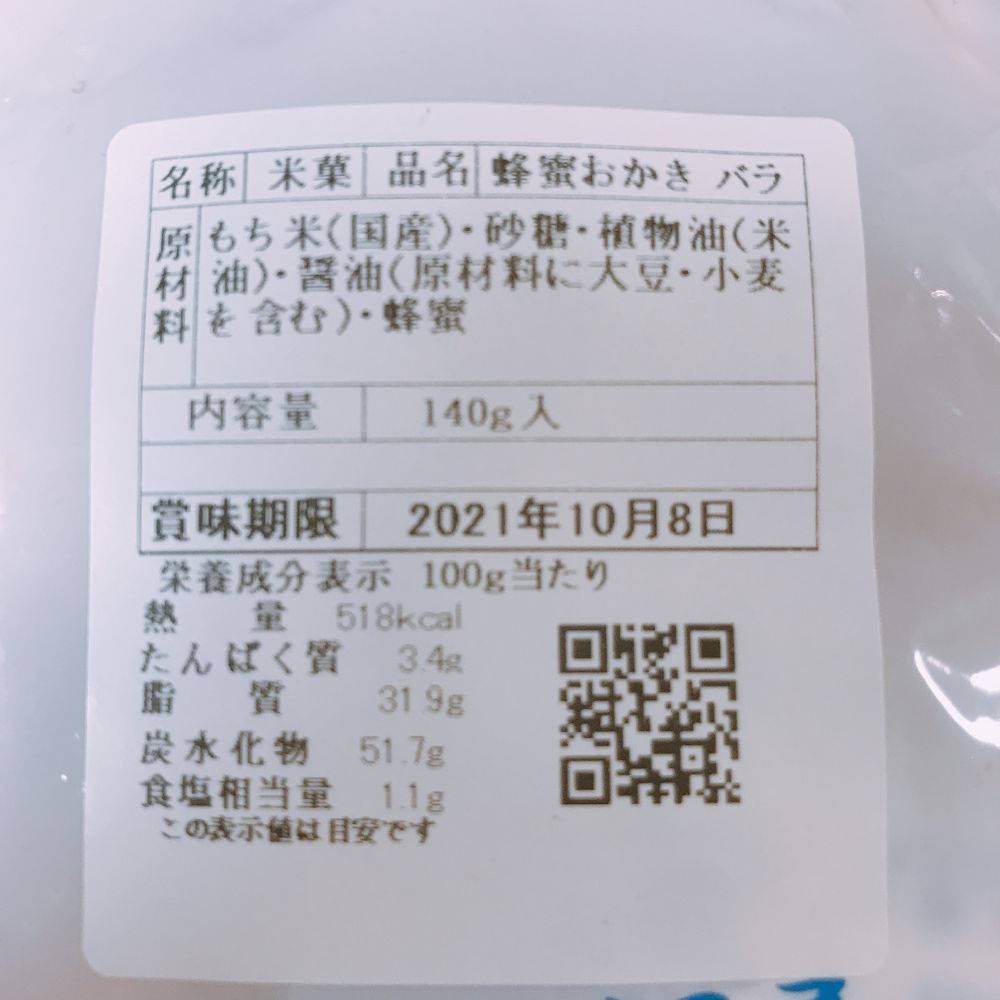 名称 米菓 品名 蜂蜜おかき バラ
原材料
もち米(国産)・砂糖・植物油(米
油)・醤油(原材料に大豆・小麦
を含む)・蜂蜜
内容量 140g入
賞味期限 2021年10月8日
栄養成分表示 100g当たり
熱量 518kcal
たんぱく質 3.4g
脂質 31.9g
炭水化物 51.7g
食塩相当量 1.1g
この表示値は目安です